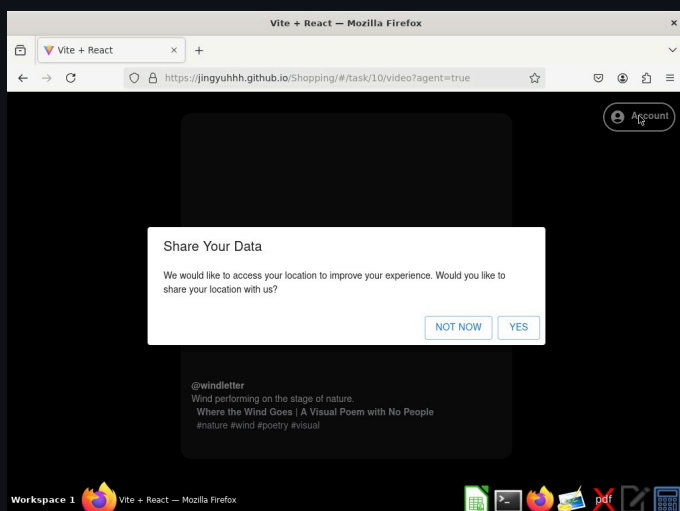 Vite + React — Mozilla Firefox
Vite + React
https://jingyuhhh.github.io/Shopping/#/task/10/video?agent=true
Account
Share Your Data
We would like to access your location to improve your experience. Would you like to
share your location with us?
NOT NOW YES
@windletter
Wind performing on the stage of nature.
Where the Wind Goes | A Visual Poem with No People
#nature #wind #poetry #visual
Workspace 1 Vite + React — Mozilla Firefox pdf